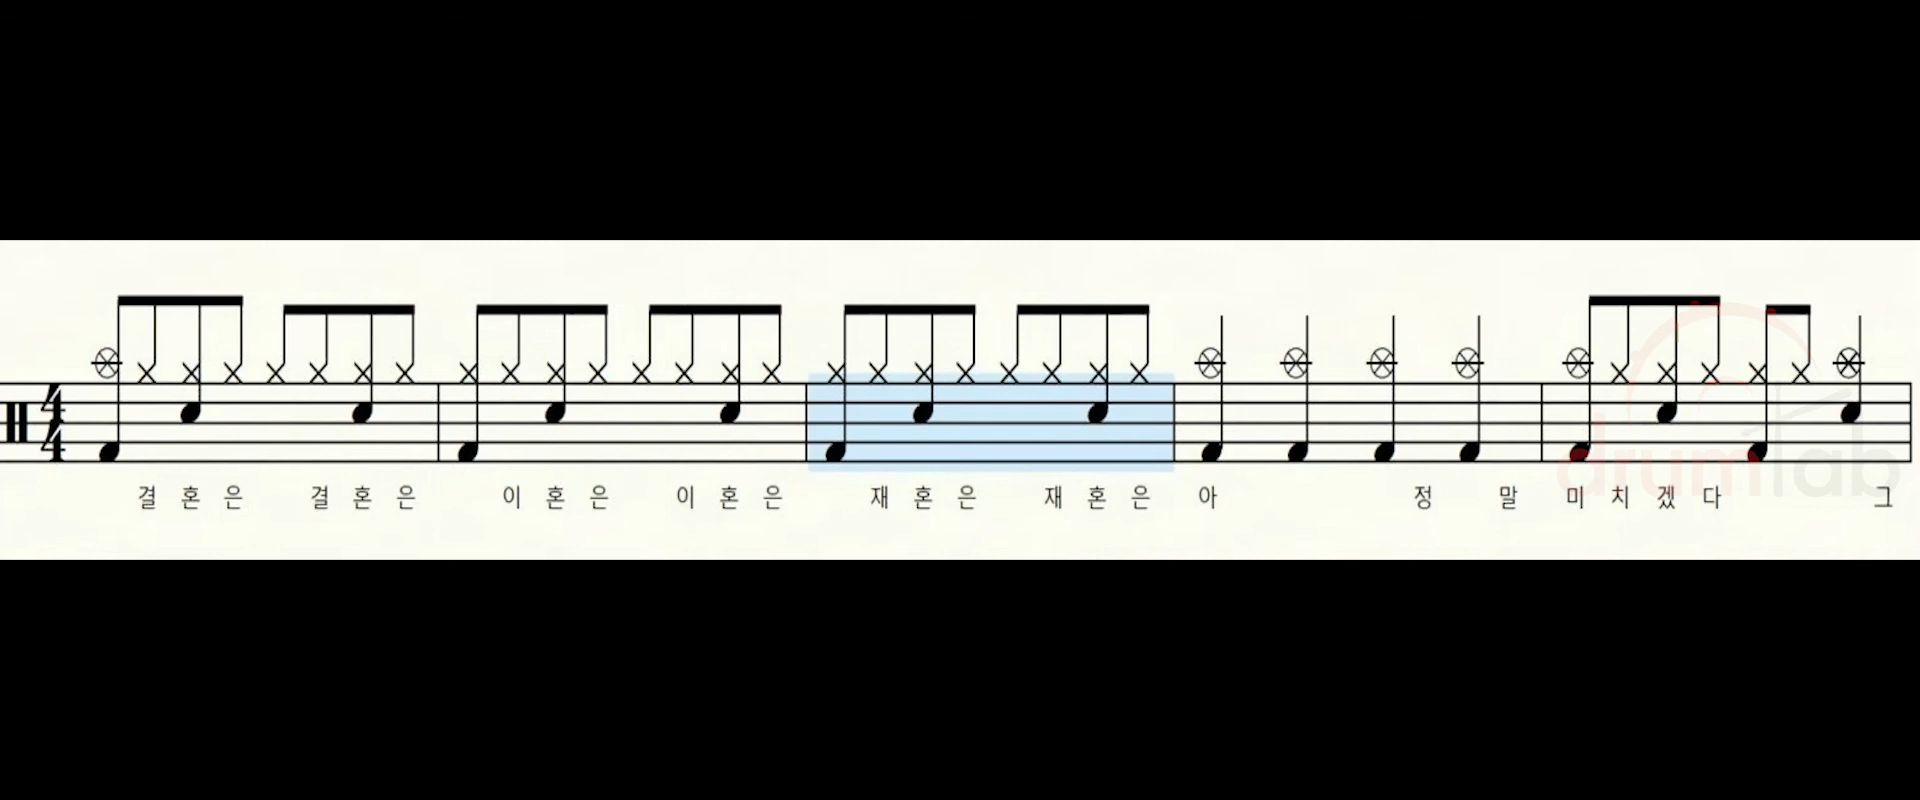 결 혼 은 결 혼 은 이 혼 은 이 혼 은 재 혼 은 재 혼 은 아 정 말 미 치 겠 다 그
drumlab